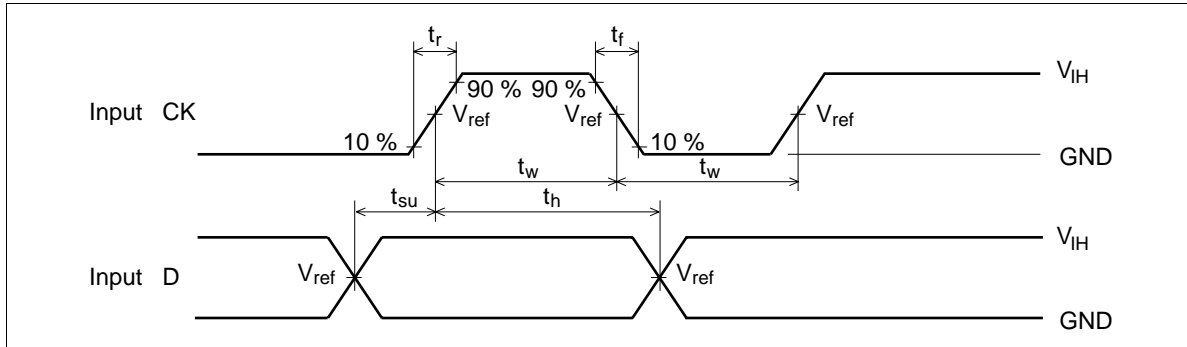 tr tf
VIH
90 % 90 %
Input CK Vref Vref Vref
10 % 10 %
GND
tw tw
tsu th
VIH
Input D Vref Vref
GND